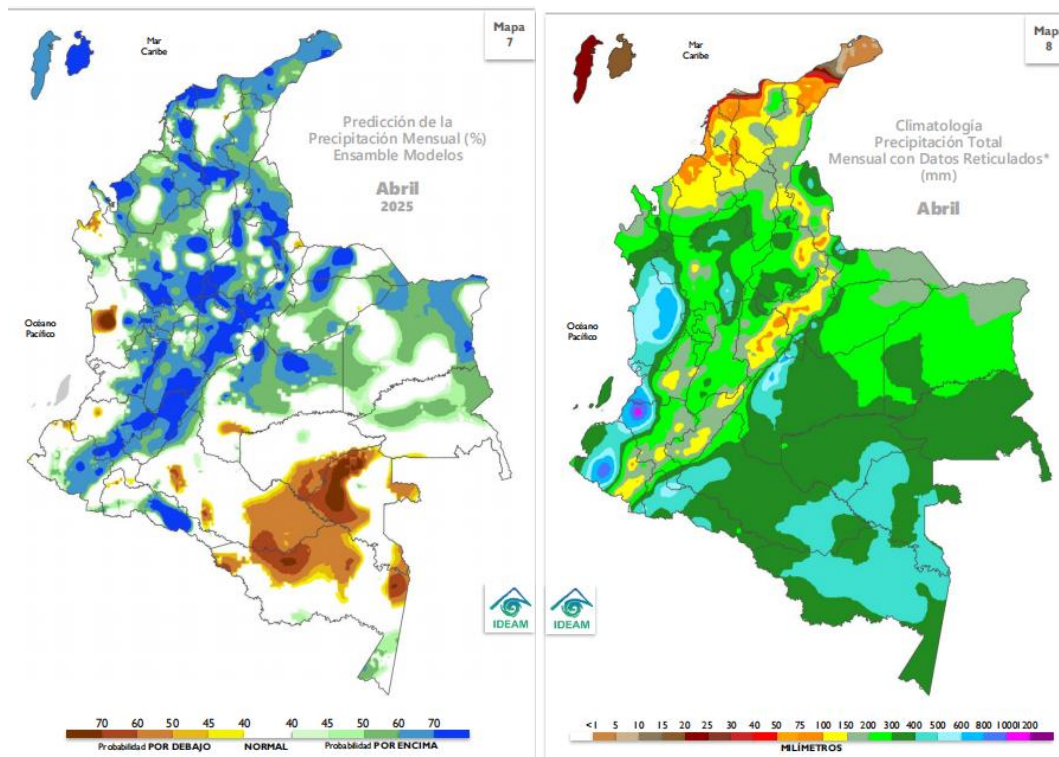 Mapa
7
Mar
Caribe
Predicción de la
Precipitación Mensual (%)
Ensamble Modelos
Abril
2025
Océano
Pacífico
IDEAM
70 60 50 45 40 40 45 50 60 70
Probabilidad POR DEBAJO NORMAL Probabilidad POR ENCIMA
Mapa
8
Mar
Caribe
Climatología
Precipitación Total
Mensual con Datos Reticulados*
(mm)
Abril
Océano
Pacífico
IDEAM
<1 5 10 15 20 25 30 40 50 75 100 150 200 300 400 500 600 800 1000 1200
MILÍMETROS